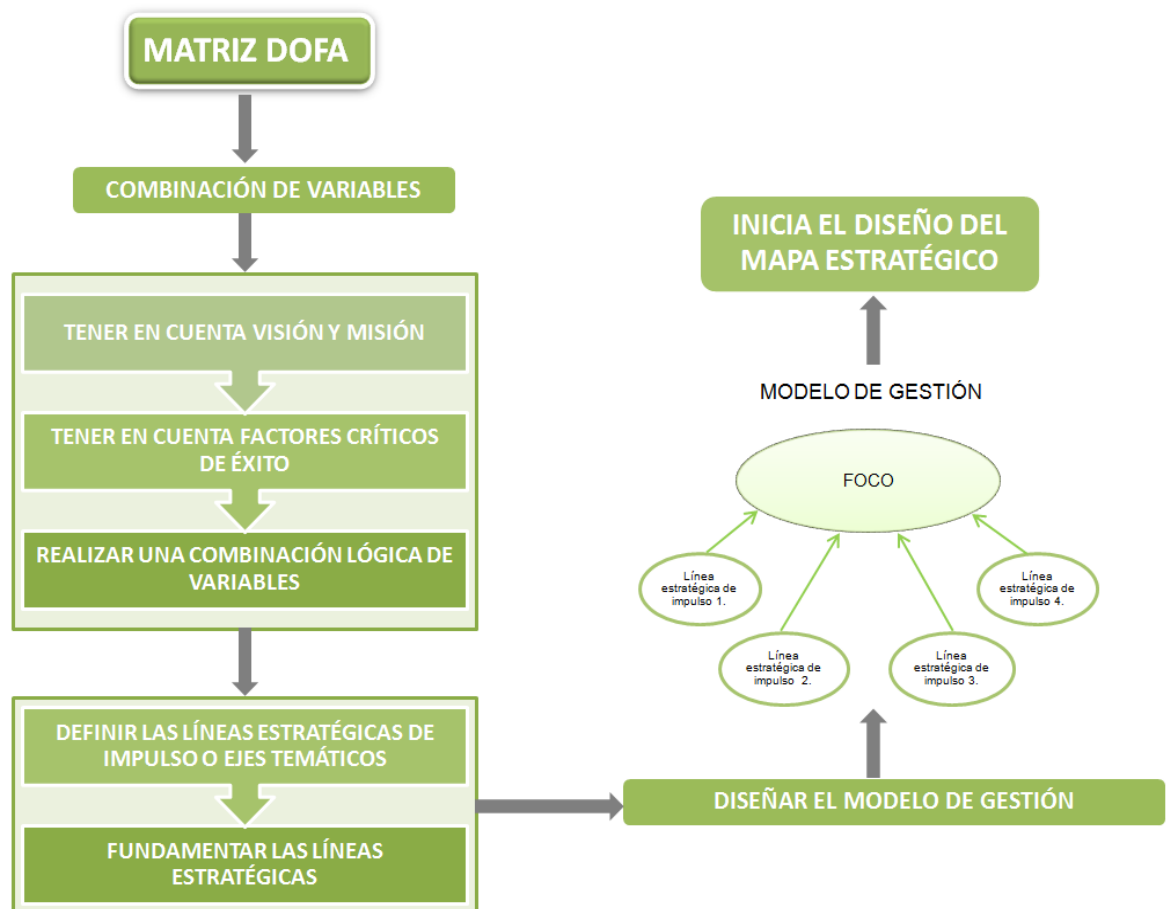 MATRIZ DOFA
COMBINACIÓN DE VARIABLES
TENER EN CUENTA VISIÓN Y MISIÓN
TENER EN CUENTA FACTORES CRÍTICOS
DE ÉXITO
REALIZAR UNA COMBINACIÓN LÓGICA DE
VARIABLES
DEFINIR LAS LÍNEAS ESTRATÉGICAS DE
IMPULSO O EJES TEMÁTICOS
FUNDAMENTAR LAS LÍNEAS
ESTRATÉGICAS
DISEÑAR EL MODELO DE GESTIÓN
INICIA EL DISEÑO DEL
MAPA ESTRATÉGICO
MODELO DE GESTIÓN
FOCO
Línea
estratégica de
impulso 1.
Línea
estratégica de
impulso 2.
Línea
estratégica de
impulso 3.
Línea
estratégica de
impulso 4.